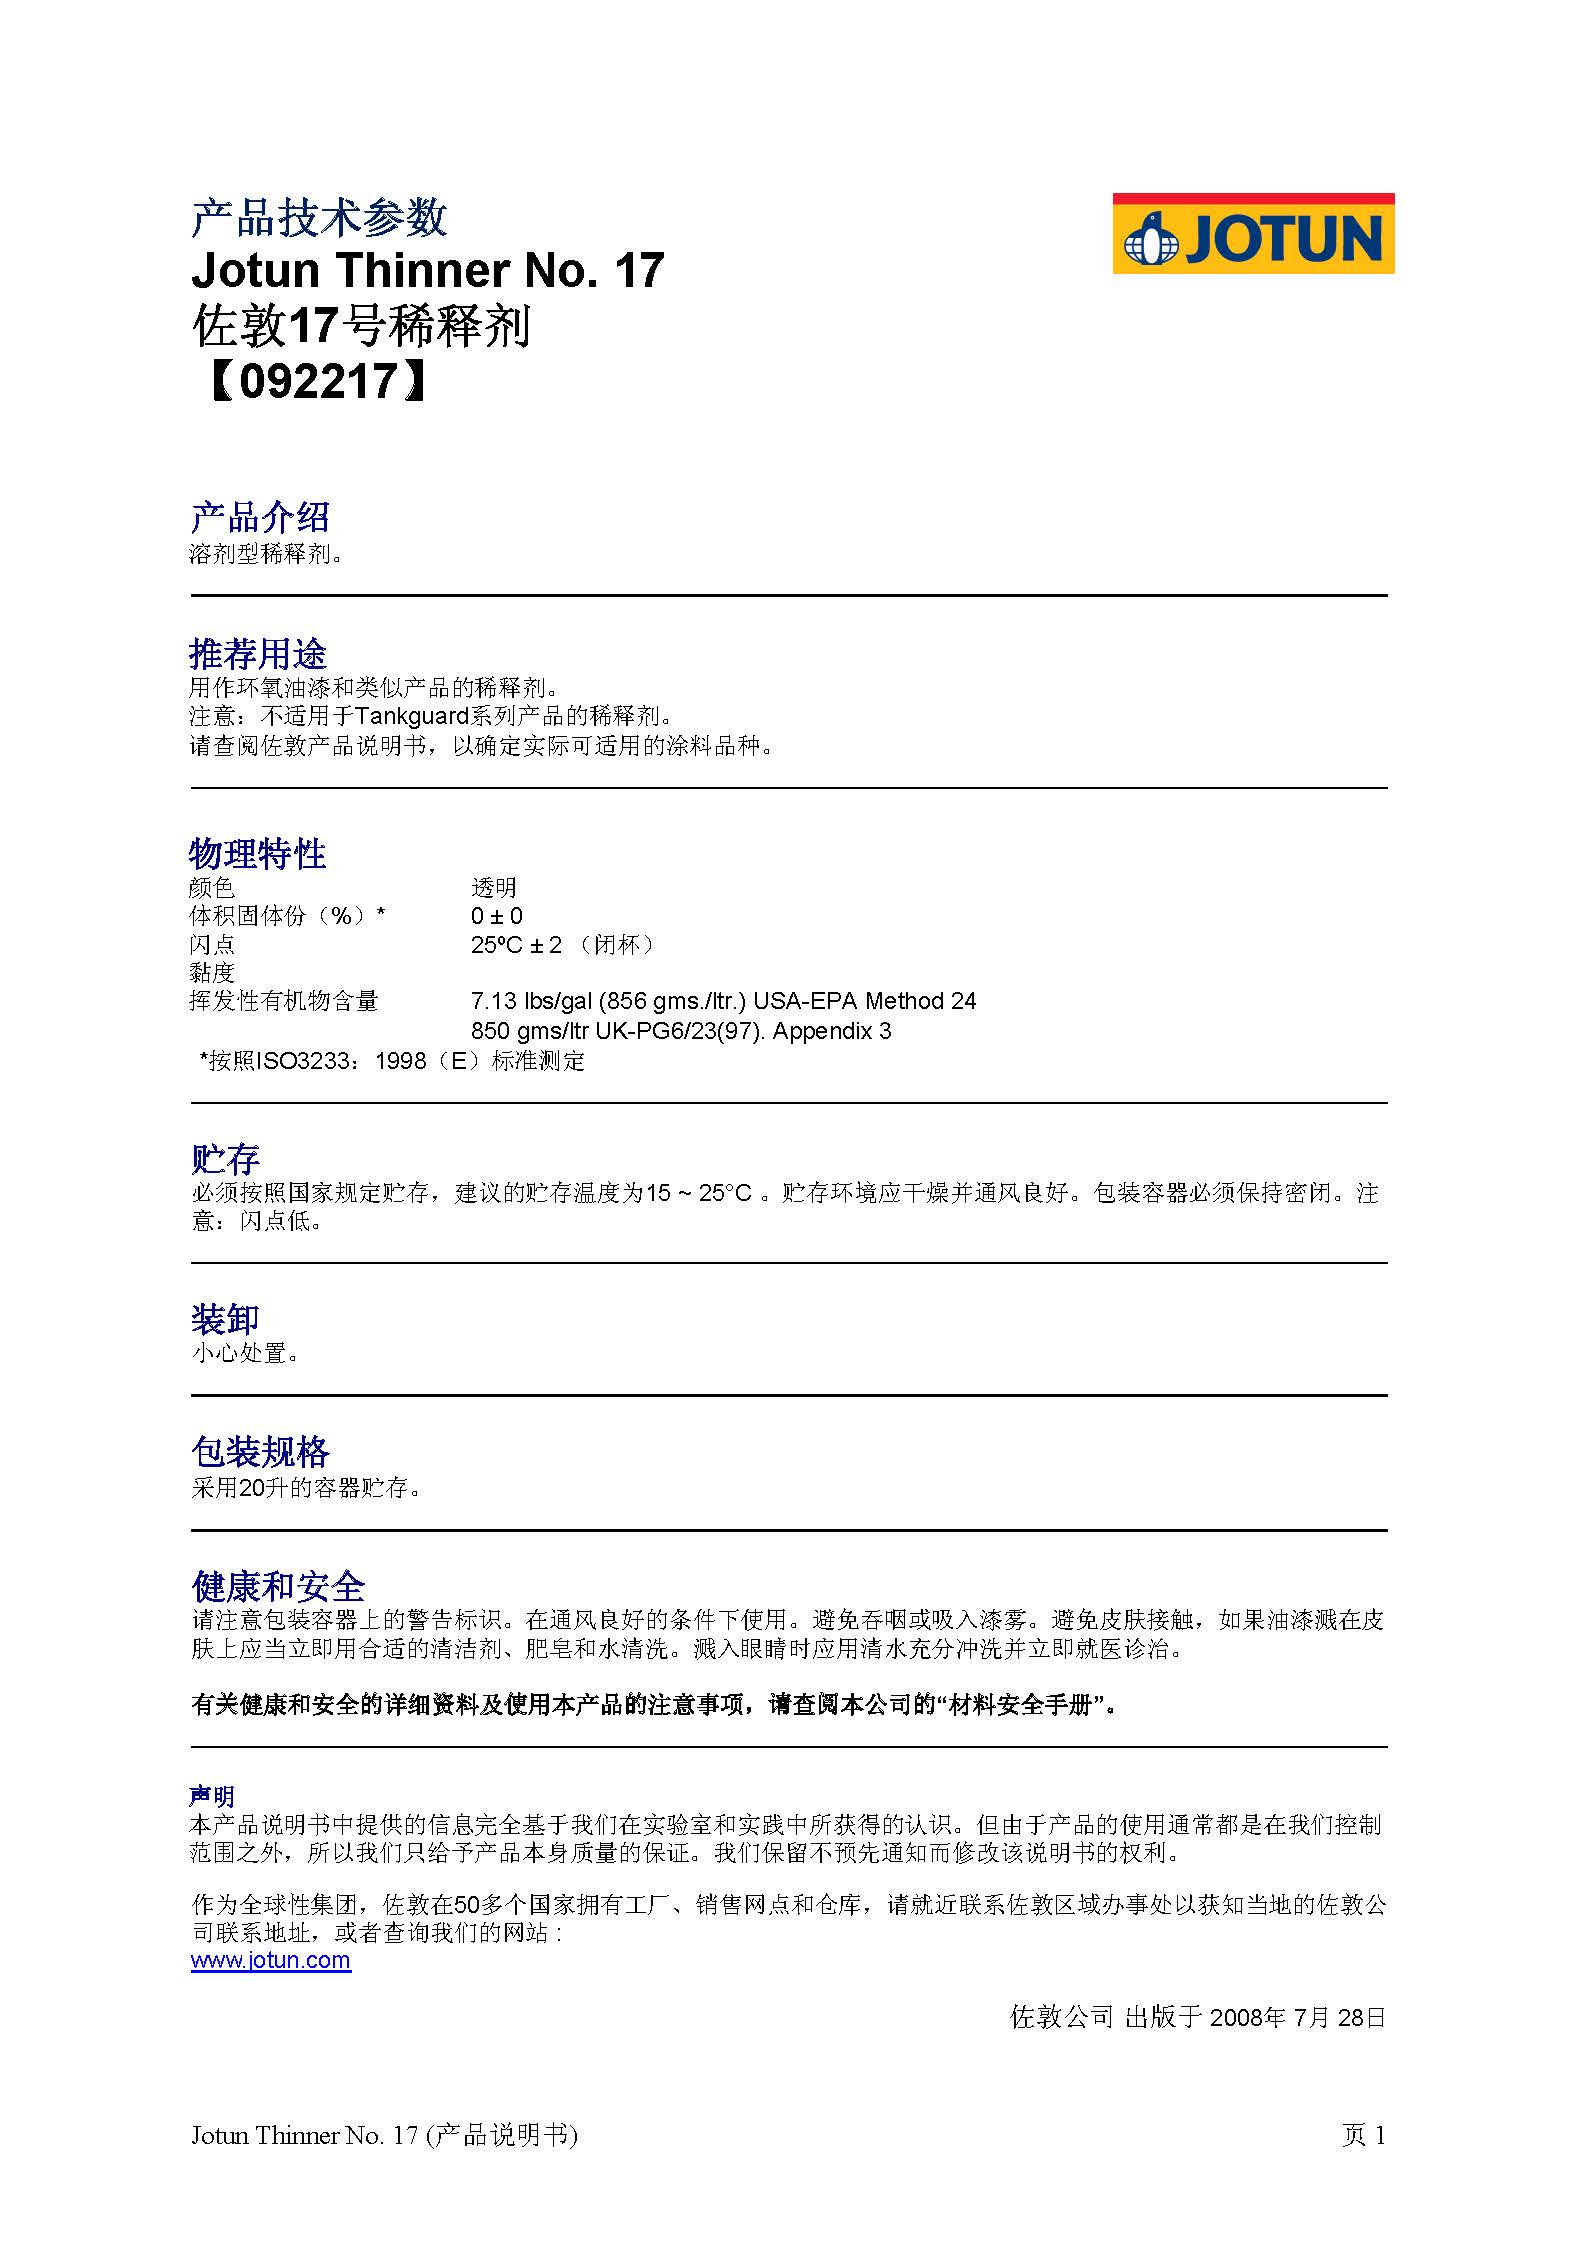 产品技术参数
JOTUN
Jotun Thinner No. 17
佐敦17号稀释剂
【092217】
产品介绍
溶剂型稀释剂。
推荐用途
用作环氧油漆和类似产品的稀释剂。
注意：不适用于Tankguard系列产品的稀释剂。
请查阅佐敦产品说明书，以确定实际可适用的涂料品种。
物理特性
颜色 透明
体积固体份（%）* 0 ± 0
闪点 25ºC ± 2 （闭杯）
黏度
挥发性有机物含量 7.13 lbs/gal (856 gms./ltr.) USA-EPA Method 24
850 gms/ltr UK-PG6/23(97). Appendix 3
*按照ISO3233：1998（E）标准测定
贮存
必须按照国家规定贮存，建议的贮存温度为15 ~ 25°C 。贮存环境应干燥并通风良好。包装容器必须保持密闭。注
意：闪点低。
装卸
小心处置。
包装规格
采用20升的容器贮存。
健康和安全
请注意包装容器上的警告标识。在通风良好的条件下使用。避免吞咽或吸入漆雾。避免皮肤接触，如果油漆溅在皮
肤上应当立即用合适的清洁剂、肥皂和水清洗。溅入眼睛时应用清水充分冲洗并立即就医诊治。
有关健康和安全的详细资料及使用本产品的注意事项，请查阅本公司的“材料安全手册”。
声明
本产品说明书中提供的信息完全基于我们在实验室和实践中所获得的认识。但由于产品的使用通常都是在我们控制
范围之外，所以我们只给予产品本身质量的保证。我们保留不预先通知而修改该说明书的权利。
作为全球性集团，佐敦在50多个国家拥有工厂、销售网点和仓库，请就近联系佐敦区域办事处以获知当地的佐敦公
司联系地址，或者查询我们的网站 :
www.jotun.com
佐敦公司 出版于 2008年 7月 28日
Jotun Thinner No. 17 (产品说明书) 页 1